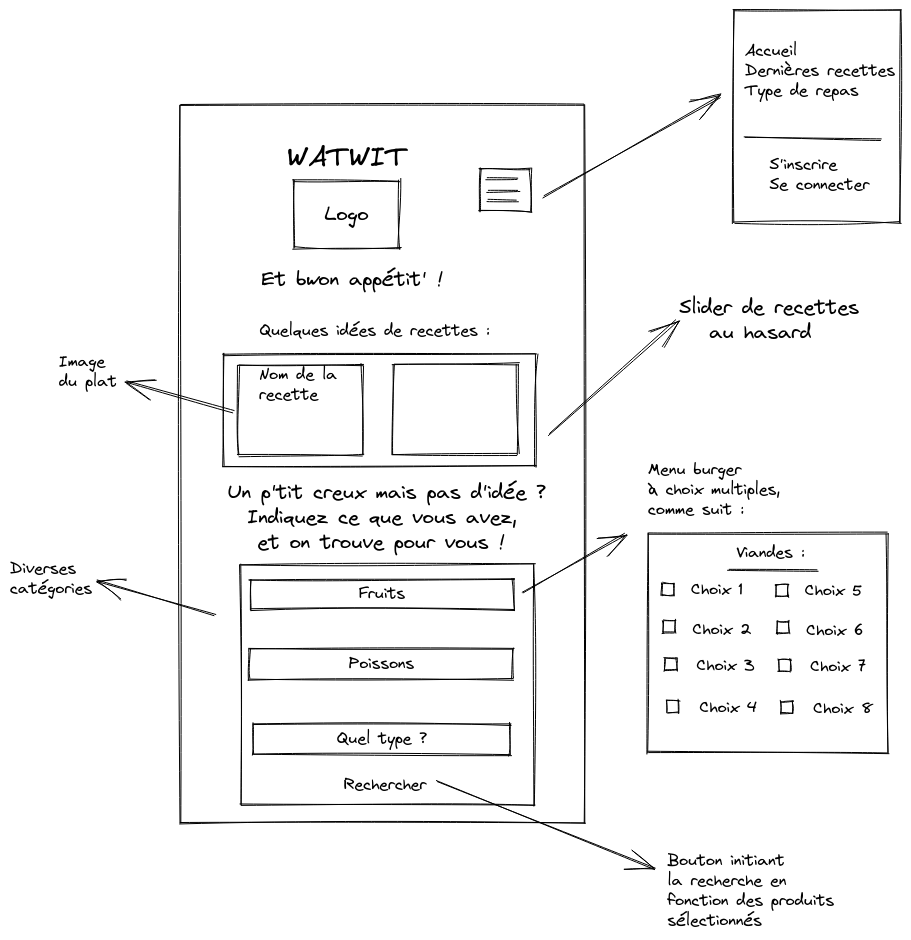 Accueil
Dernières recettes
Type de repas
S'inscrire
Se connecter
WATWIT
Logo
Et bwon appétit' !
Quelques idées de recettes :
Slider de recettes
au hasard
Image
du plat
Nom de la
recette
Un p'tit creux mais pas d'idée ?
Indiquez ce que vous avez,
et on trouve pour vous !
Menu burger
à choix multiples,
comme suit :
Diverses
catégories
Fruits
Poissons
Quel type ?
Rechercher
Viandes :
Choix 1
Choix 5
Choix 2
Choix 6
Choix 3
Choix 7
Choix 4
Choix 8
Bouton initiant
la recherche en
fonction des produits
sélectionnés